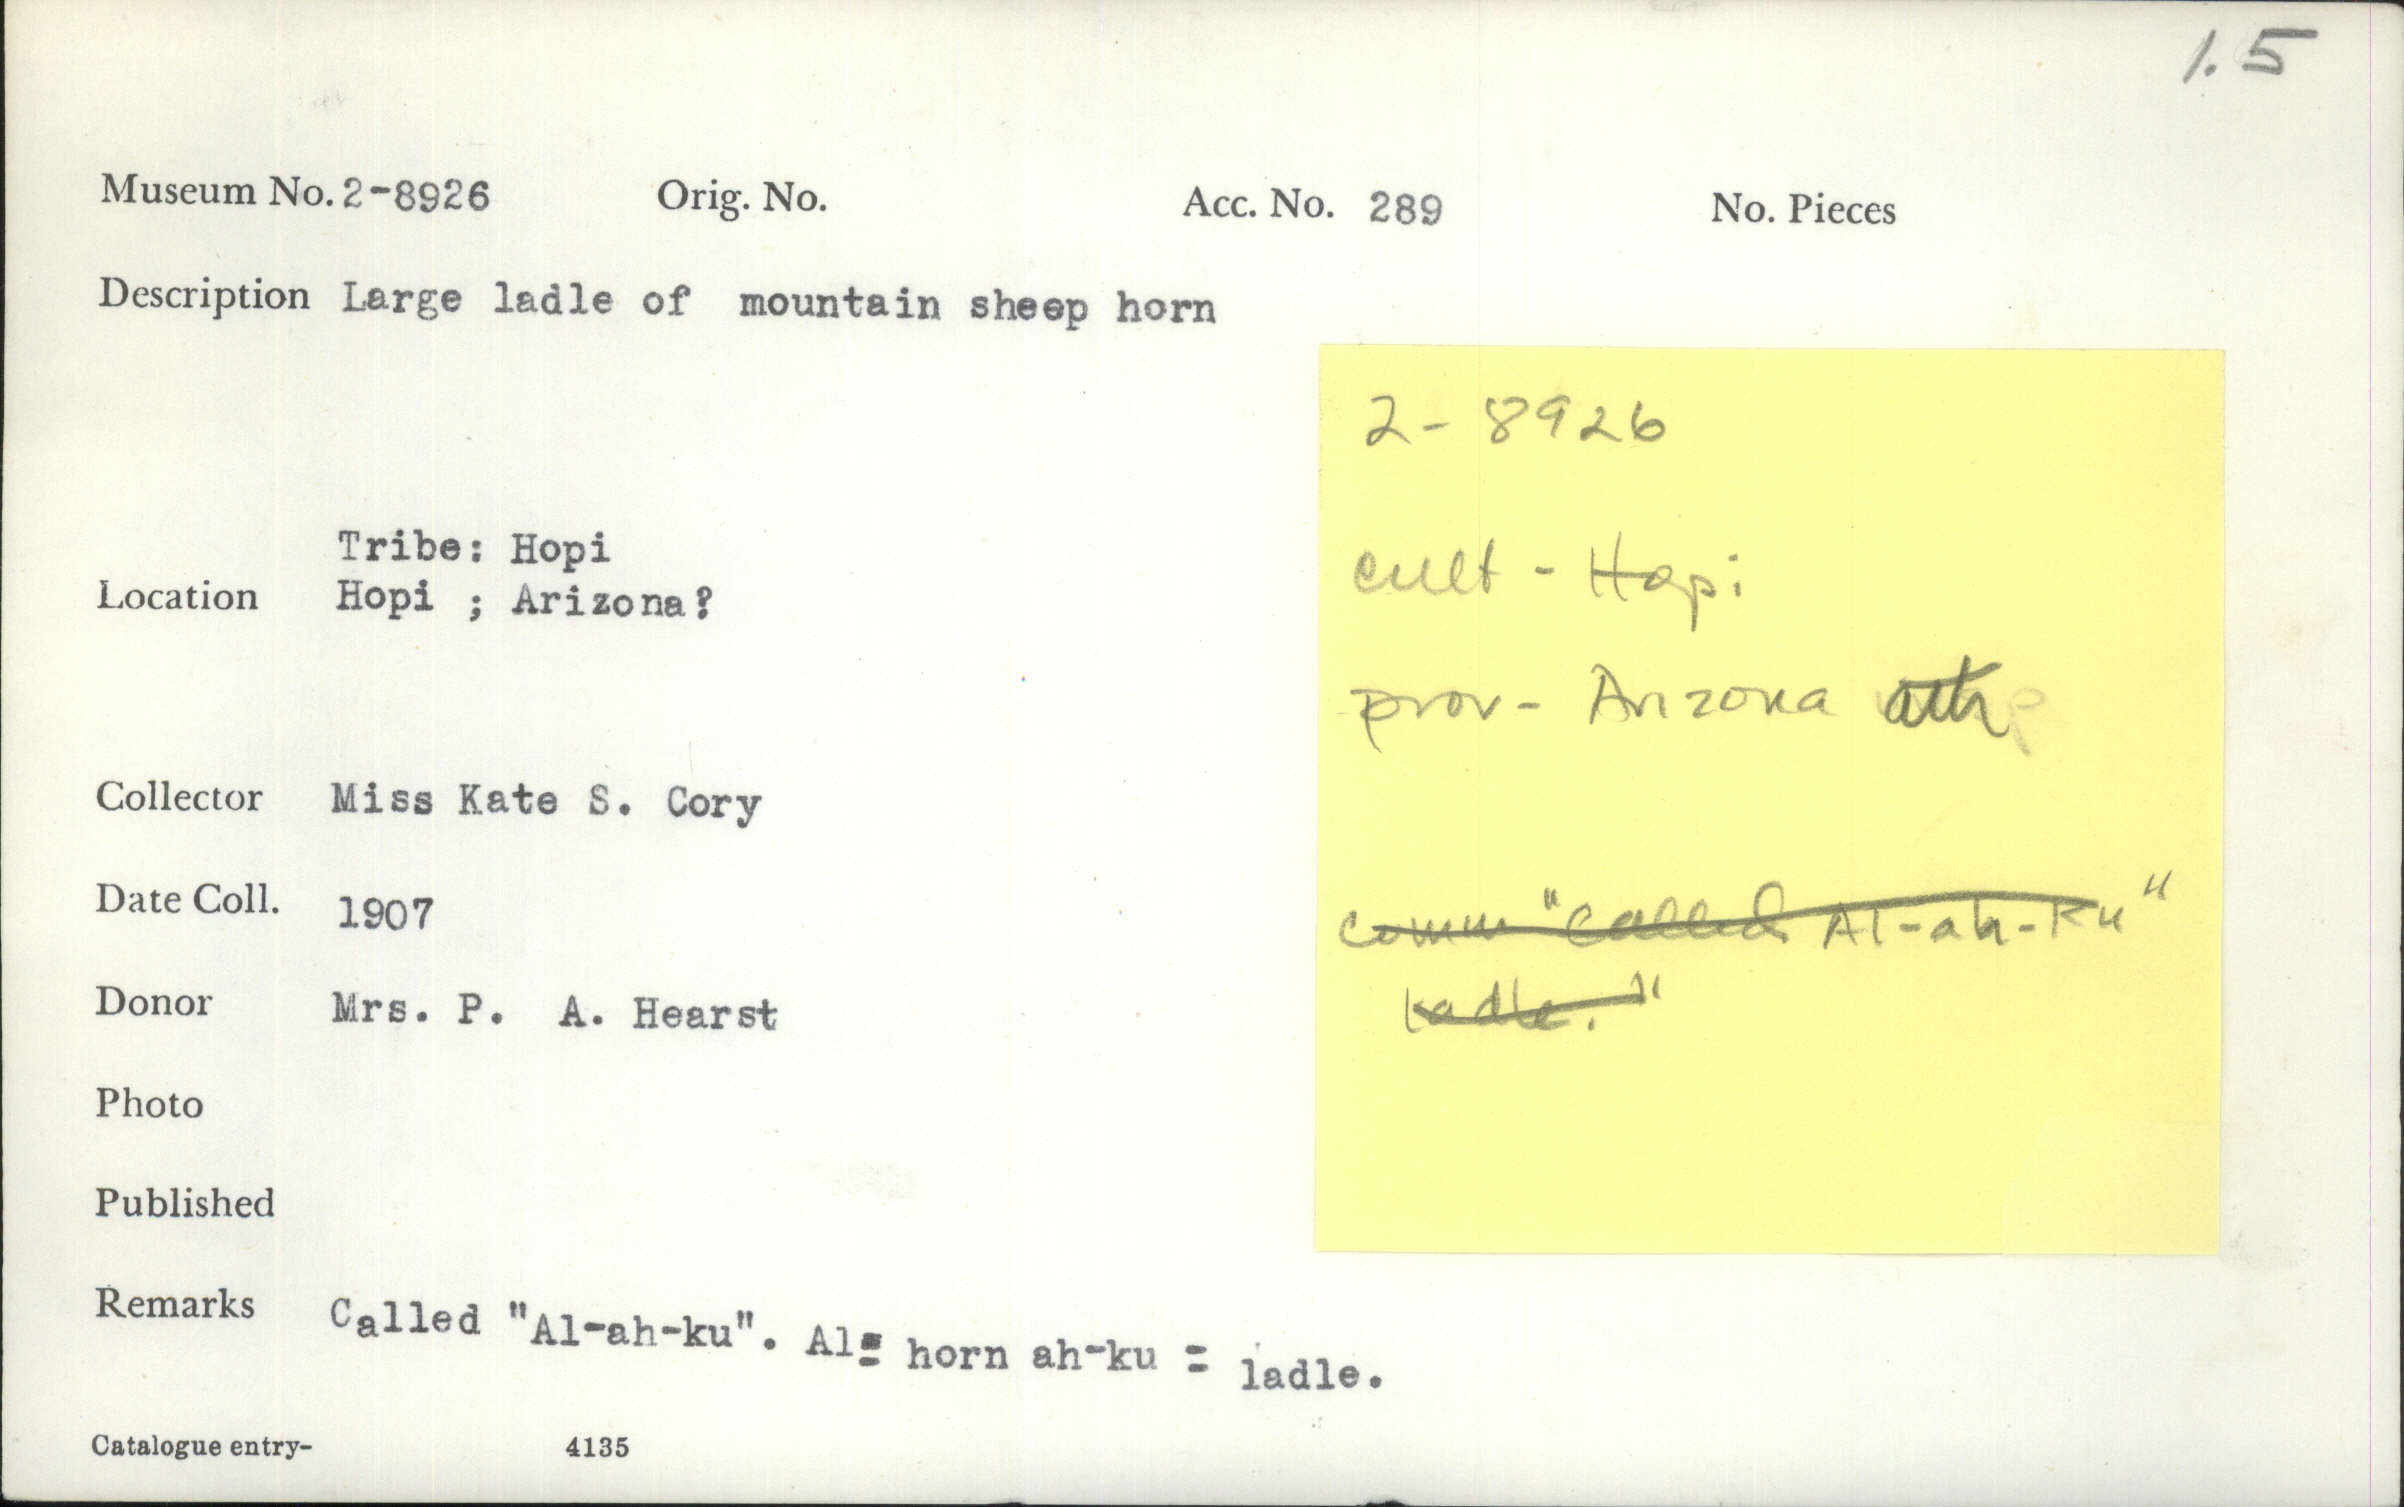 1.5
Museum No. 2-8926 Orig. No. Acc. No. 289 No. Pieces
Description Large ladle of mountain sheep horn
Tribe: Hopi
Location Hopi ; Arizona?
Collector Miss Kate S. Cory
Date Coll. 1907
Donor Mrs. P. A. Hearst
Photo
Published
Remarks Called "Al-ah-ku". Al= horn ah-ku = ladle.
Catalogue entry- 4135
2-8926
cult - Hopi
prov - Arizona
comm "Called Al-ah-ku"
ladle."